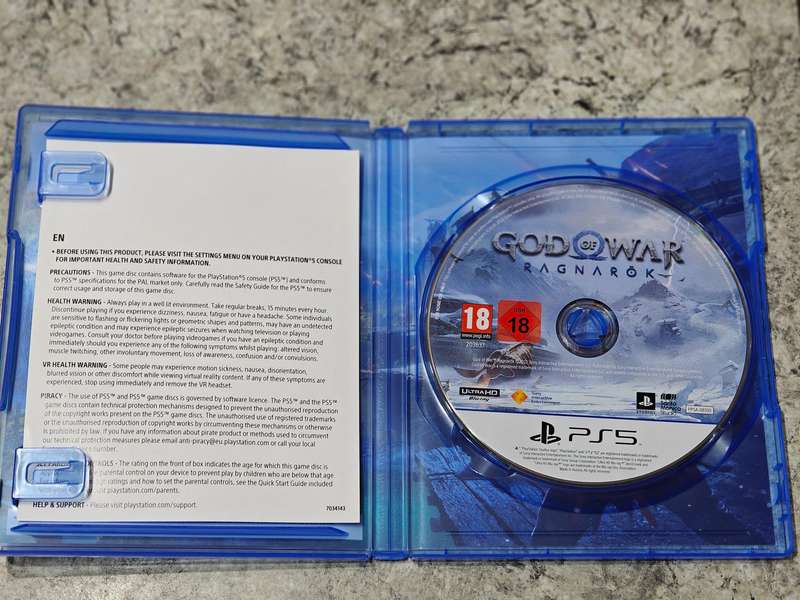 EN
• BEFORE USING THIS PRODUCT, PLEASE VISIT THE SETTINGS MENU ON YOUR PLAYSTATION®5 CONSOLE
FOR IMPORTANT HEALTH AND SAFETY INFORMATION.
PRECAUTIONS - This game disc contains software for the PlayStation®5 console (PS5™) and conforms
to PS5™ specifications for the PAL market only. Carefully read the Safety Guide for the PS5™ to ensure
correct usage and storage of this game disc.
HEALTH WARNING - Always play in a well lit environment. Take regular breaks, 15 minutes every hour.
Discontinue playing if you experience dizziness, nausea, fatigue or have a headache. Some individuals
are sensitive to flashing or flickering lights or geometric shapes and patterns, may have an undetected
epileptic condition and may experience epileptic seizures when watching television or playing
videogames. Consult your doctor before playing videogames if you have an epileptic condition and
immediately should you experience any of the following symptoms whilst playing: altered vision,
muscle twitching, other involuntary movement, loss of awareness, confusion and/or convulsions.
VR HEALTH WARNING - Some people may experience motion sickness, nausea, disorientation,
blurred vision or other discomfort while viewing virtual reality content. If any of these symptoms are
experienced, stop using immediately and remove the VR headset.
PIRACY - The use of PS5™ and PS5™ game discs is governed by software licence. The PS5™ and the PS5™
game discs contain technical protection mechanisms designed to prevent the unauthorised reproduction
of the copyright works present on the PS5™ game discs. The unauthorised use of registered trademarks
or the unauthorised reproduction of copyright works by circumventing these mechanisms or otherwise
is prohibited by law. If you have any information about pirate product or methods used to circumvent
our technical protection measures please email anti-piracy@eu.playstation.com or call your local
number.
The rating on the front of box indicates the age for which this game disc is
parental control on your device to prevent play by children who are below that age
ratings and how to set the parental controls, see the Quick Start Guide included
playstation.com/parents.
HELP & SUPPORT - Please visit playstation.com/support.
7034143
GOD OF WAR
RAGNARÖK
18
www.pegi.info
USK
18
ULTRA HD
Blu-ray
Sony
Interactive
Entertainment
STUDIOS
Santa
Monica
Studio
PS5